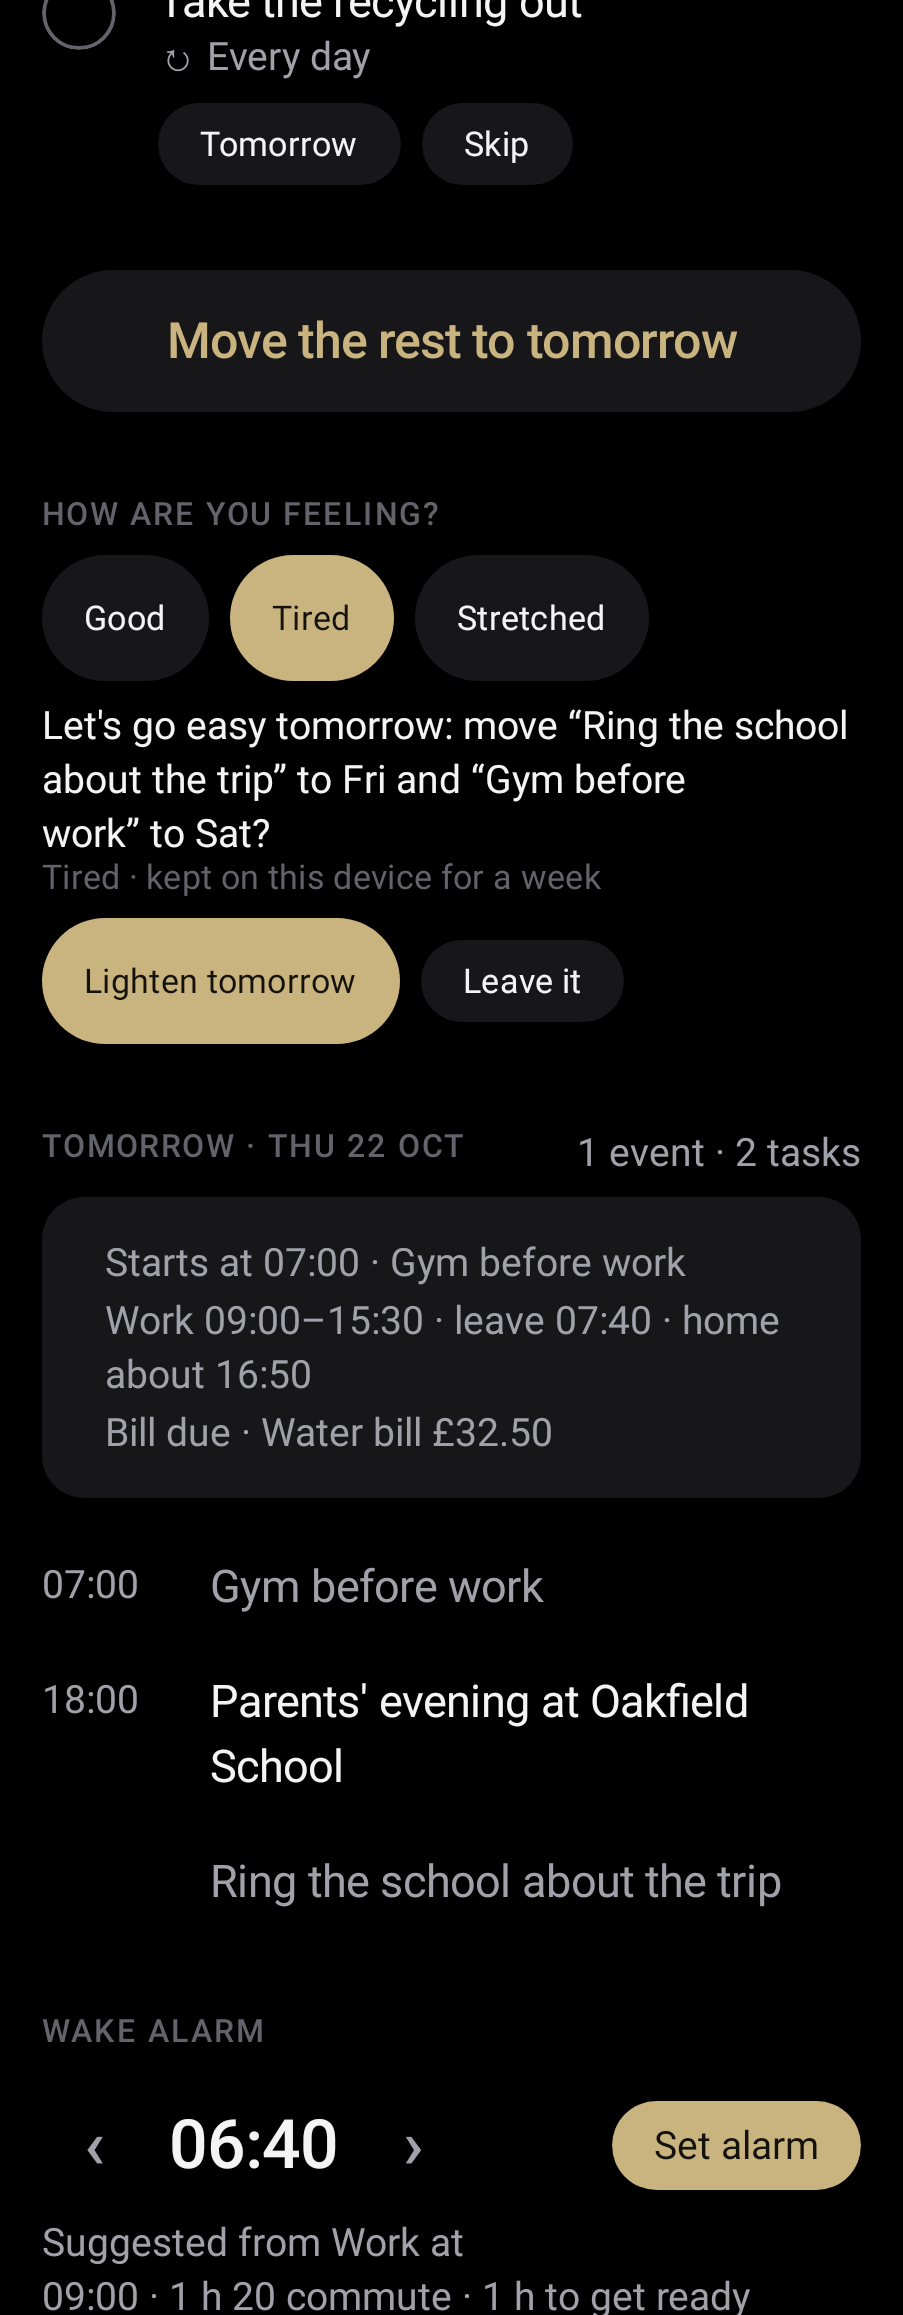 Take the recycling out
Every day
Tomorrow
Skip
Move the rest to tomorrow
HOW ARE YOU FEELING?
Good
Tired
Stretched
Let's go easy tomorrow: move “Ring the school
about the trip” to Fri and “Gym before
work” to Sat?
Tired · kept on this device for a week
Lighten tomorrow
Leave it
TOMORROW · THU 22 OCT
1 event · 2 tasks
Starts at 07:00 · Gym before work
Work 09:00–15:30 · leave 07:40 · home
about 16:50
Bill due · Water bill £32.50
07:00 Gym before work
18:00 Parents' evening at Oakfield
School
Ring the school about the trip
WAKE ALARM
‹ 06:40 ›
Set alarm
Suggested from Work at
09:00 · 1 h 20 commute · 1 h to get ready